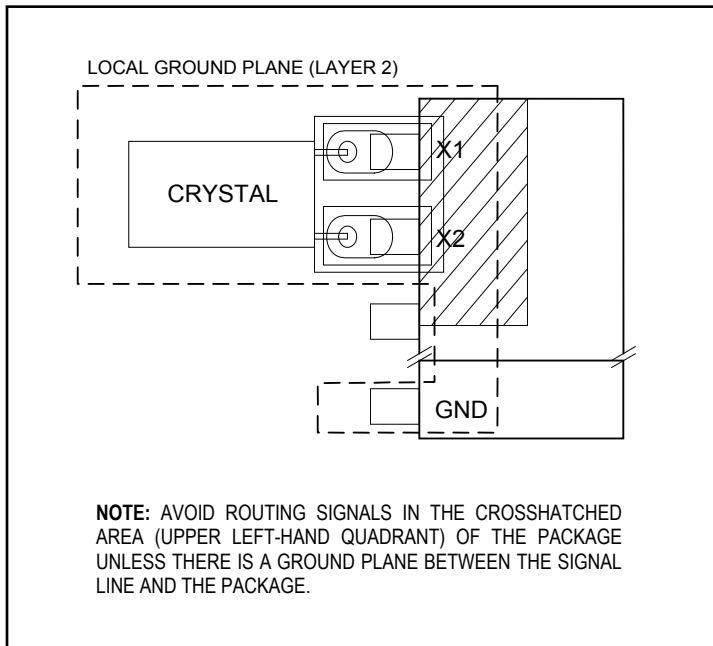 LOCAL GROUND PLANE (LAYER 2)
X1
CRYSTAL
X2
GND
NOTE: AVOID ROUTING SIGNALS IN THE CROSSHATCHED
AREA (UPPER LEFT-HAND QUADRANT) OF THE PACKAGE
UNLESS THERE IS A GROUND PLANE BETWEEN THE SIGNAL
LINE AND THE PACKAGE.